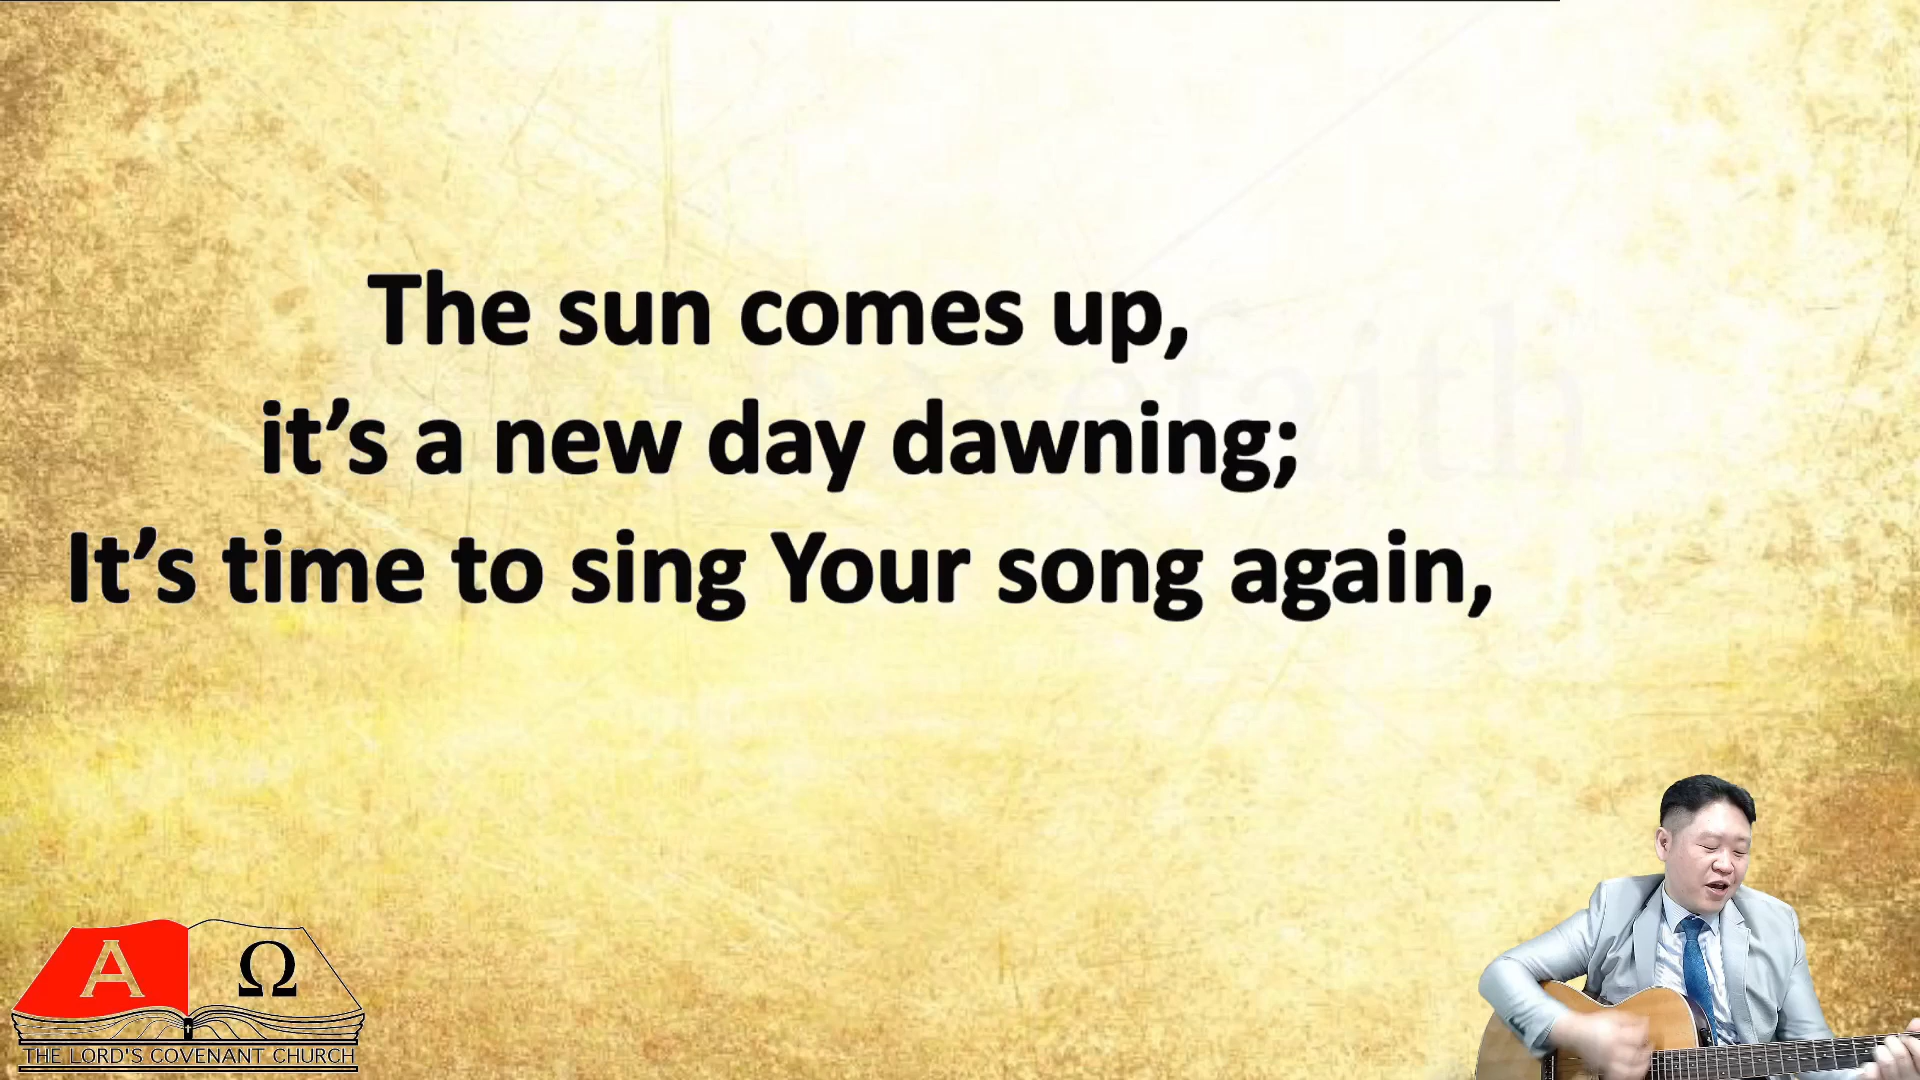 The sun comes up,
it's a new day dawning;
It's time to sing Your song again,
A Ω
THE LORD'S COVENANT CHURCH